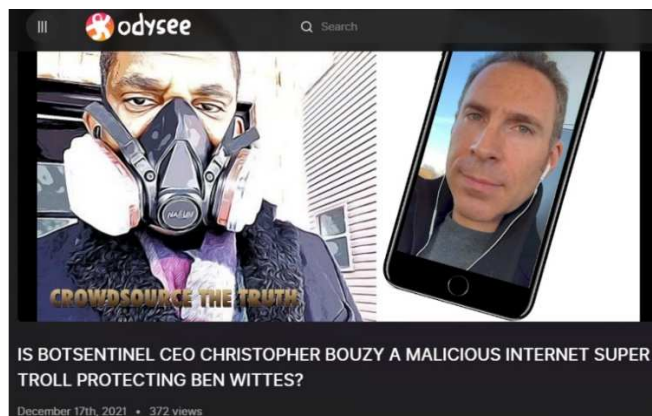 odysee
Search
CROWDSOURCE THE TRUTH
IS BOTSENTINEL CEO CHRISTOPHER BOUZY A MALICIOUS INTERNET SUPER
TROLL PROTECTING BEN WITTES?
December 17th, 2021 • 372 views